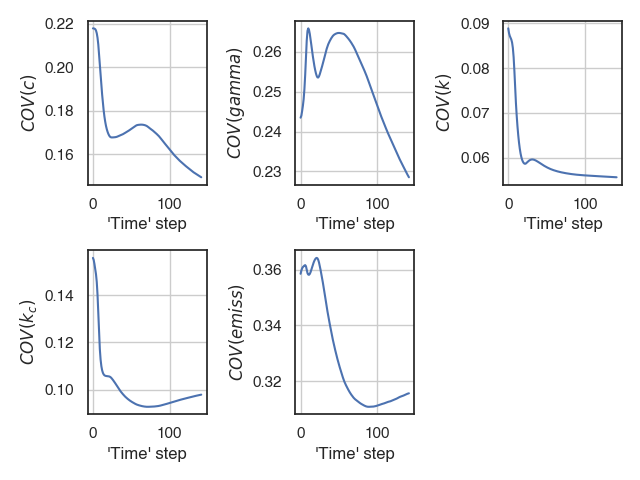 COV(c)
0.22
0.20
0.18
0.16
0
100
'Time' step
COV(gamma)
0.26
0.25
0.24
0.23
0
100
'Time' step
COV(k)
0.09
0.08
0.07
0.06
0
100
'Time' step
COV(k_c)
0.14
0.12
0.10
0
100
'Time' step
COV(emiss)
0.36
0.34
0.32
0
100
'Time' step